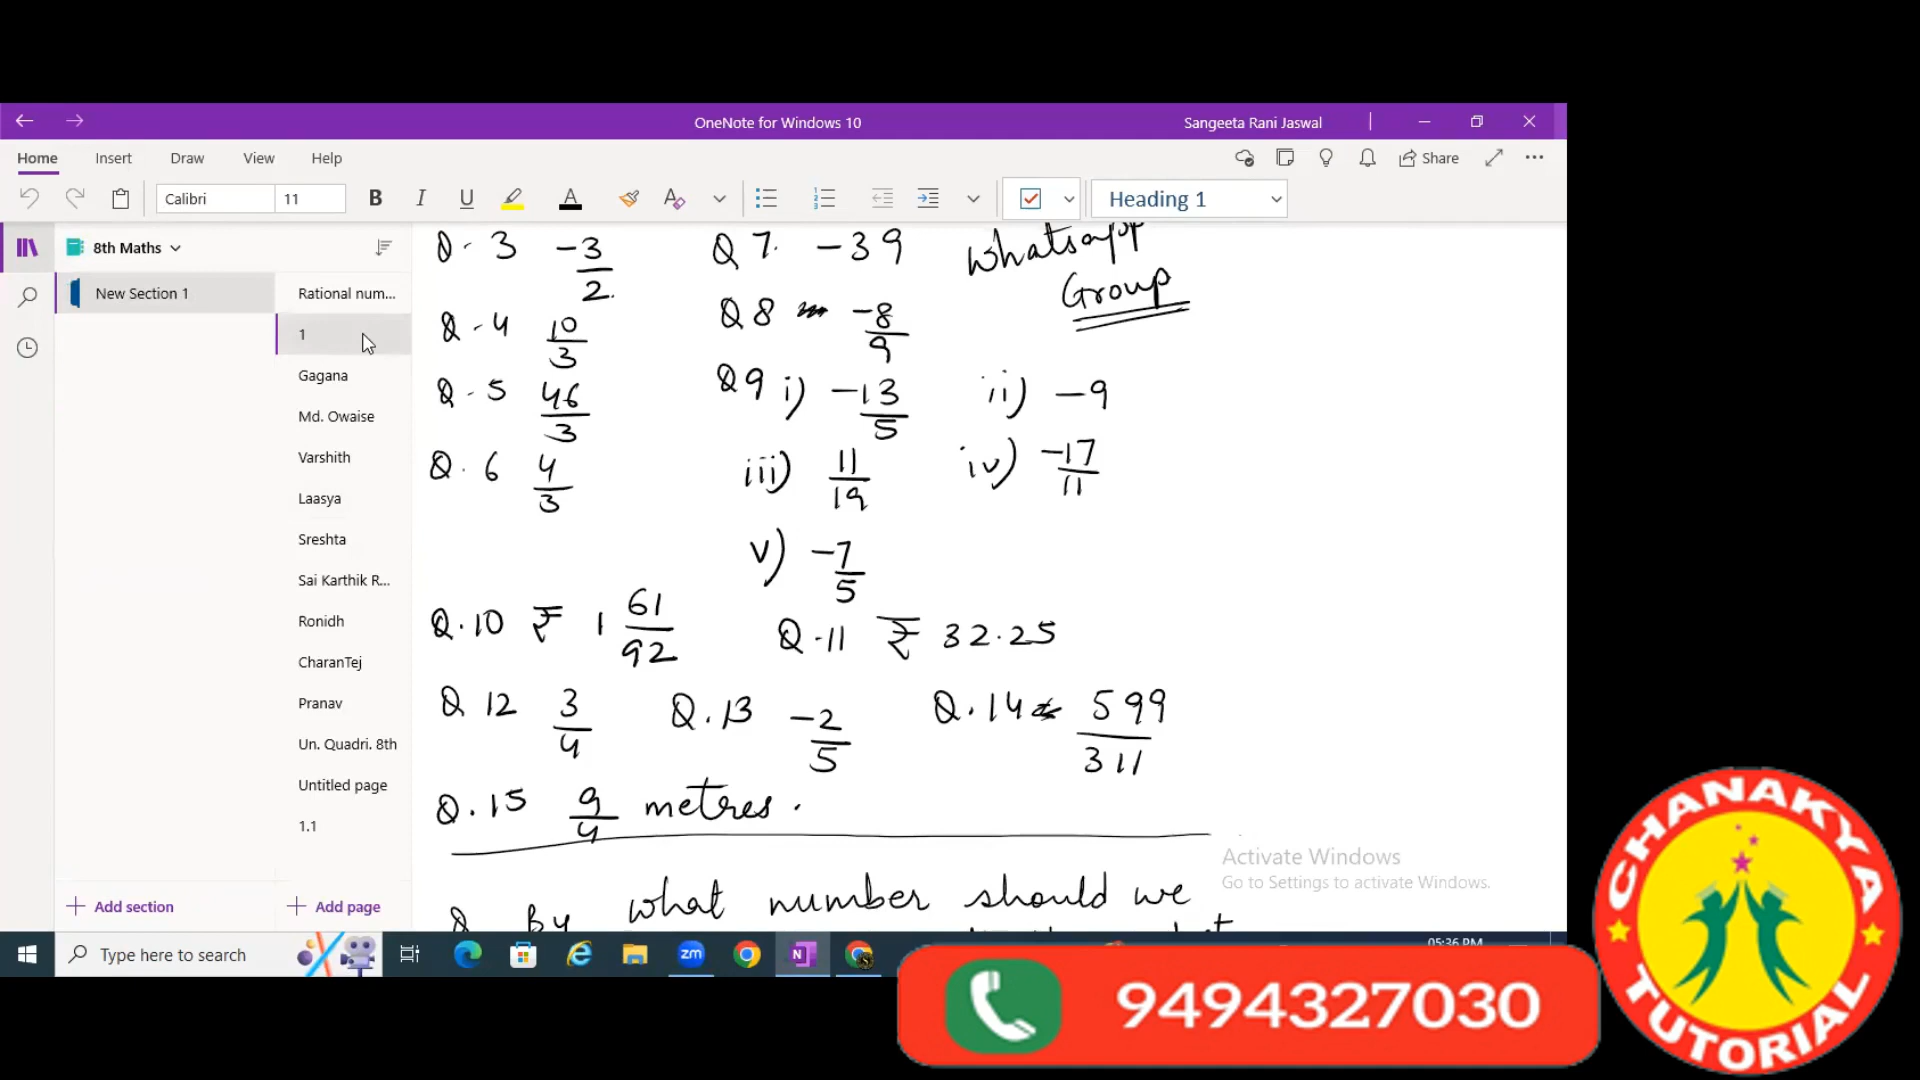 OneNote for Windows 10
Sangeeta Rani Jaswal
Home Insert Draw View Help
Share
Calibri 11 B I U A A Heading 1
8th Maths
New Section 1
Rational num...
1
Gagana
Md. Owaise
Varshith
Laasya
Sreshta
Sai Karthik R...
Ronidh
CharanTej
Pranav
Un. Quadri. 8th
Untitled page
1.1
Add section
Add page
Q. 3 -3/2 Q 7. -39 Whatsapp
Group
Q. 4 10/3 Q 8 -8/9
Q. 5 46/3 Q 9 i) -13/5 ii) -9
Q. 6 4/3 iii) 11/19 iv) -17/11
v) -7/5
Q. 10 ₹ 1 61/92 Q. 11 ₹ 32.25
Q 12 3/4 Q. 13 -2/5 Q. 14 599/311
Q. 15 9/4 metres.
Q By what number should we
Activate Windows
Go to Settings to activate Windows.
Type here to search
zm
N
05:36 PM
9494327030
CHANAKYA
TUTORIAL